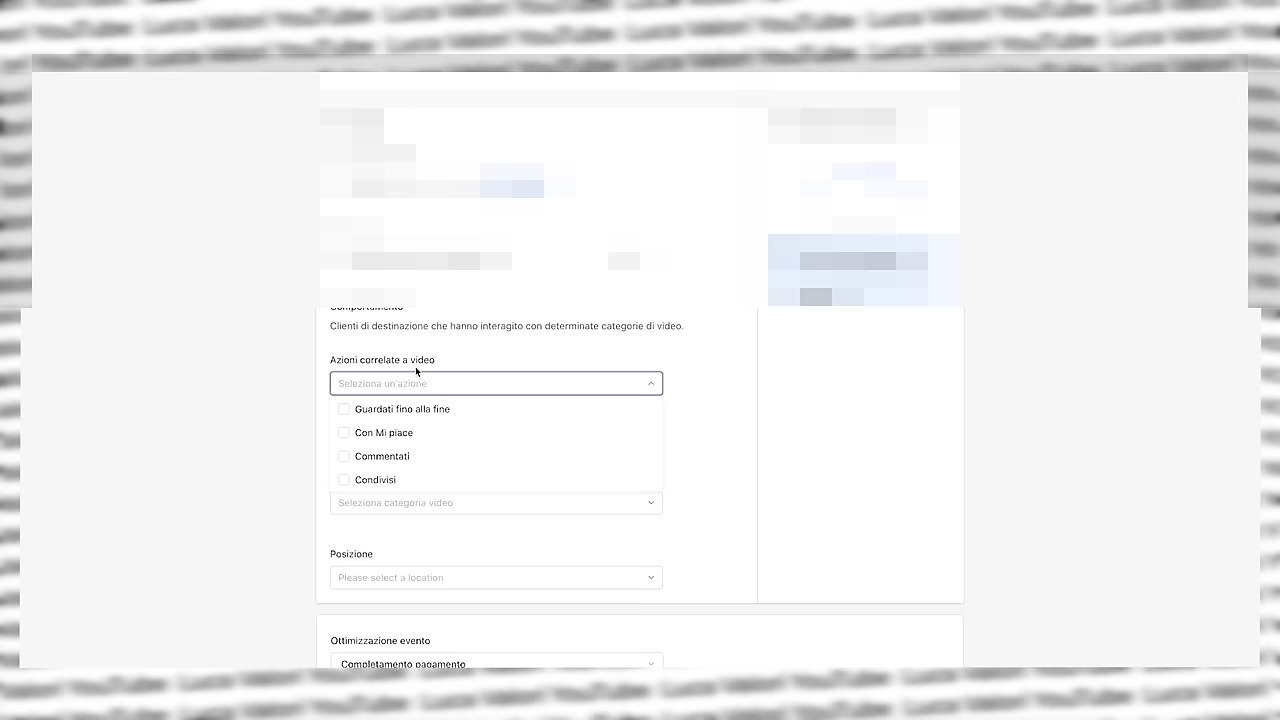 Comportamento
Clienti di destinazione che hanno interagito con determinate categorie di video.
Azioni correlate a video
Seleziona un'azione
Guardati fino alla fine
Con Mi piace
Commentati
Condivisi
Seleziona categoria video
Posizione
Please select a location
Ottimizzazione evento
Completamento pagamento